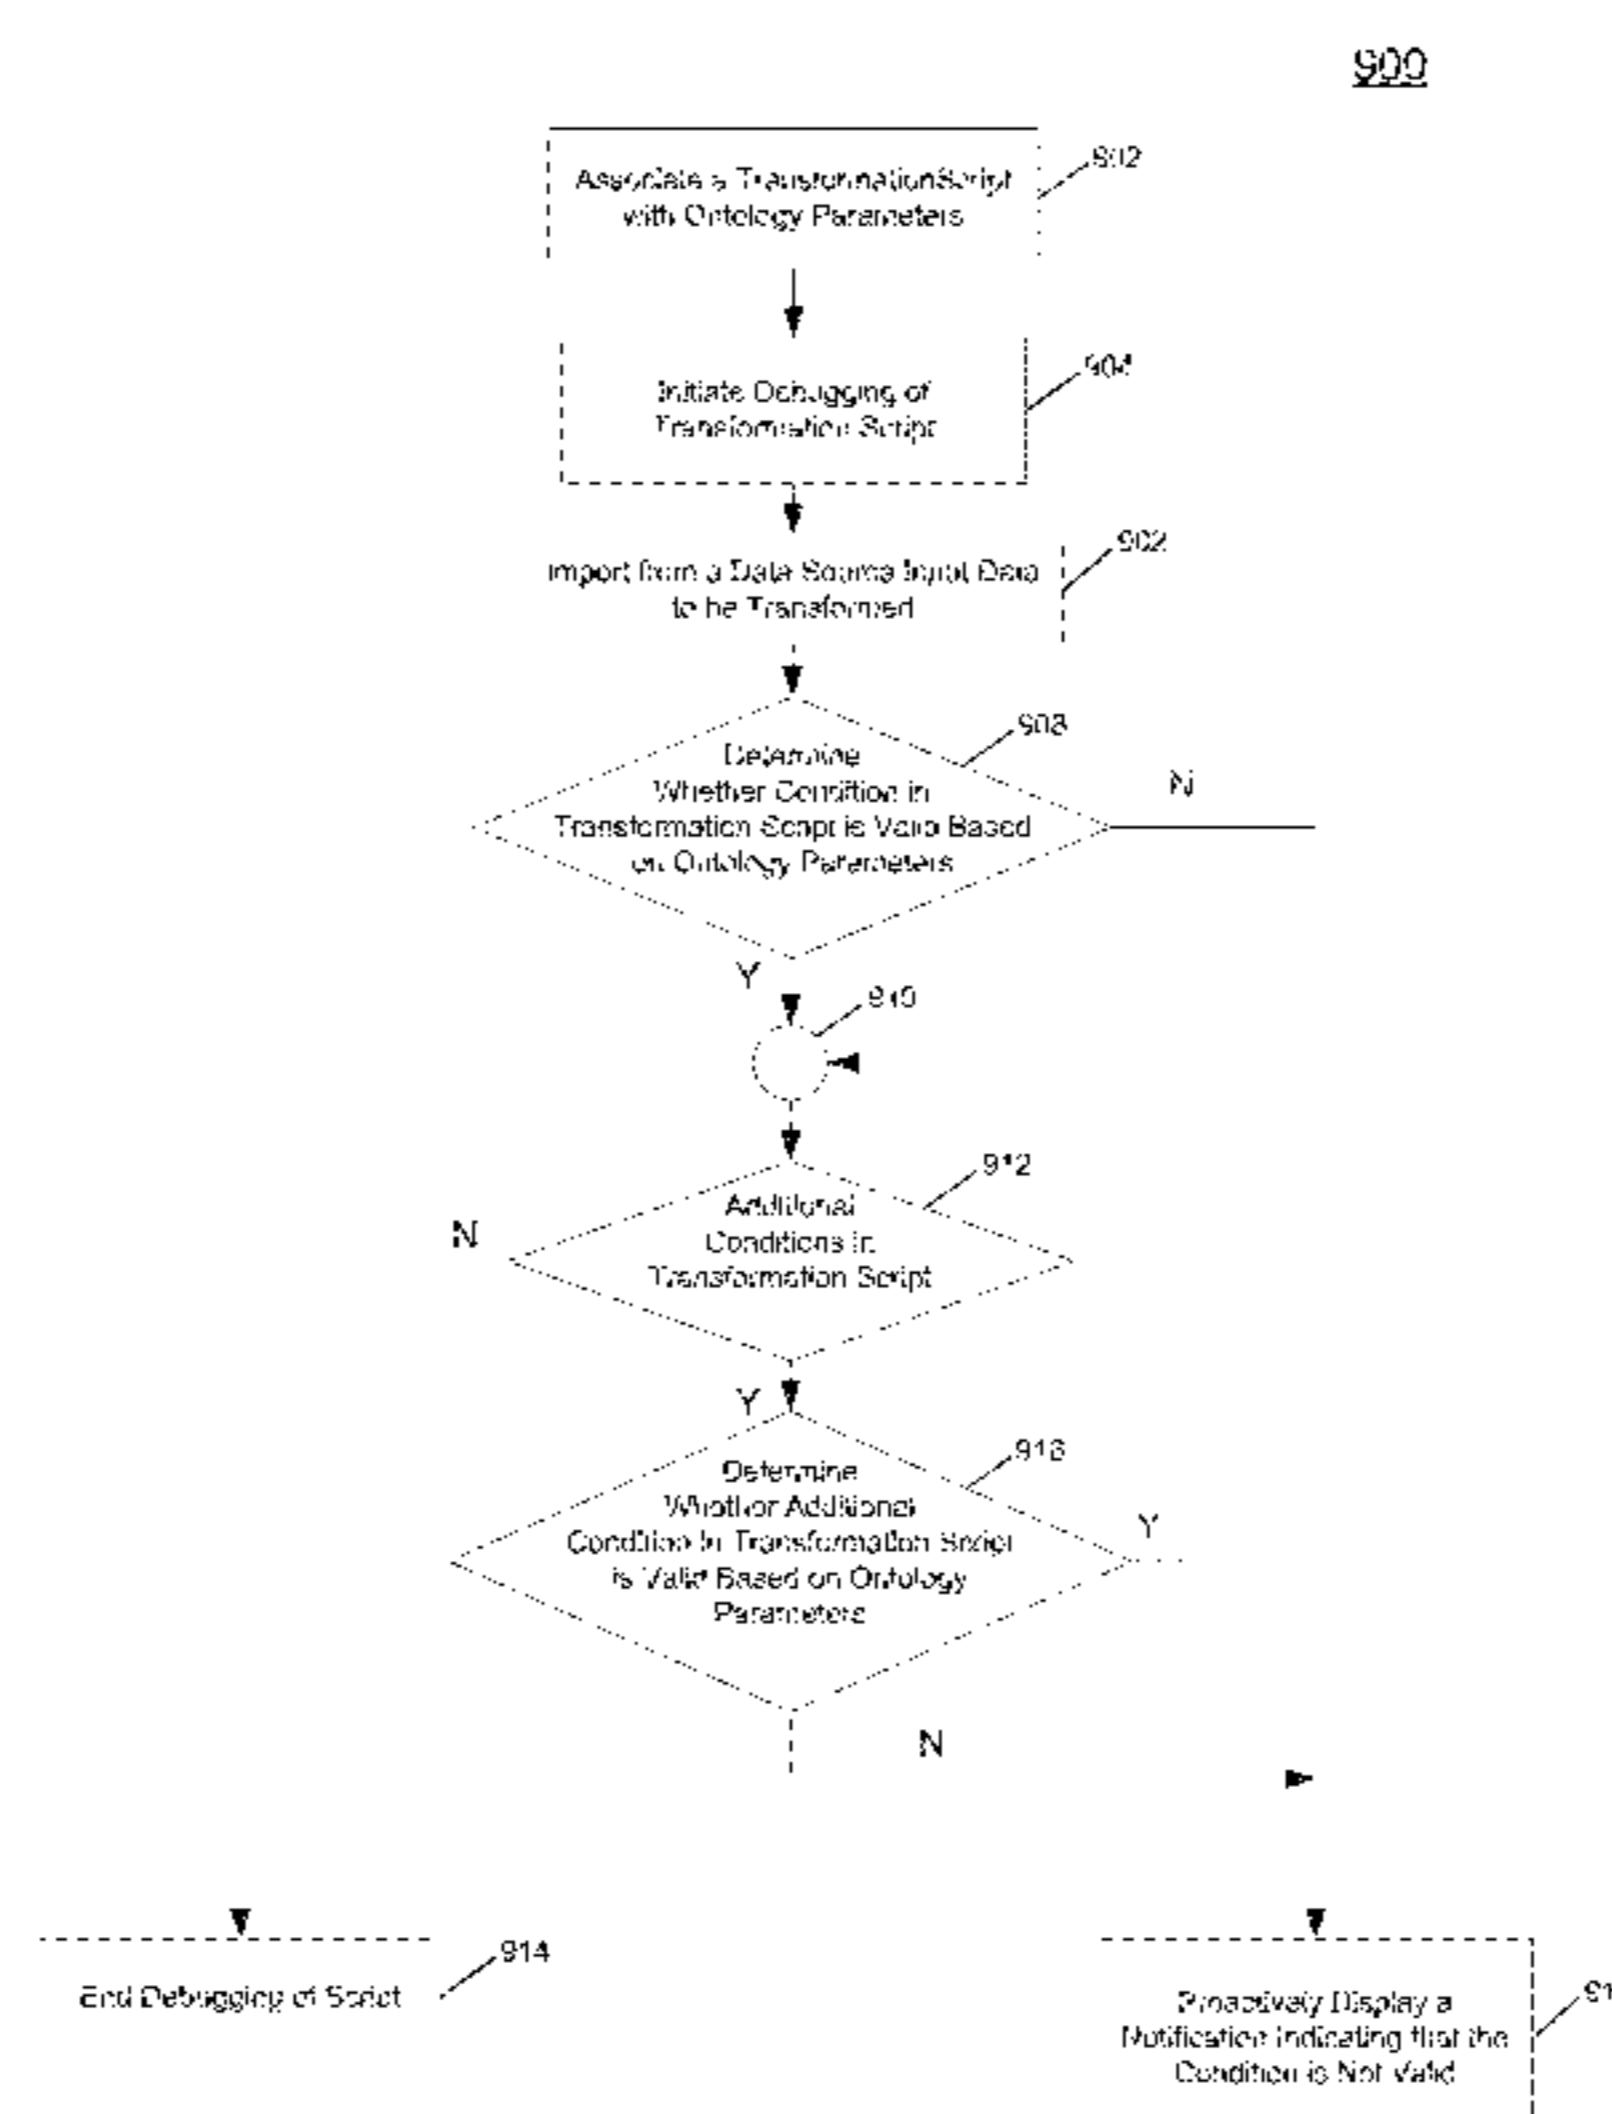 900
Associate a TransformationScript
with Ontology Parameters
902
Initiate Debugging of
Transformation Script
904
Import from a Data Source Input Data
to be Transformed
902
Determine
Whether Condition in
Transformation Script is Valid Based
on Ontology Parameters
908
N
Y
910
Additional
Conditions in
Transformation Script
912
N
Y
Determine
Whether Additional
Condition in Transformation Script
is Valid Based on Ontology
Parameters
916
Y
N
End Debugging of Script
914
Proactively Display a
Notification Indicating that the
Condition is Not Valid